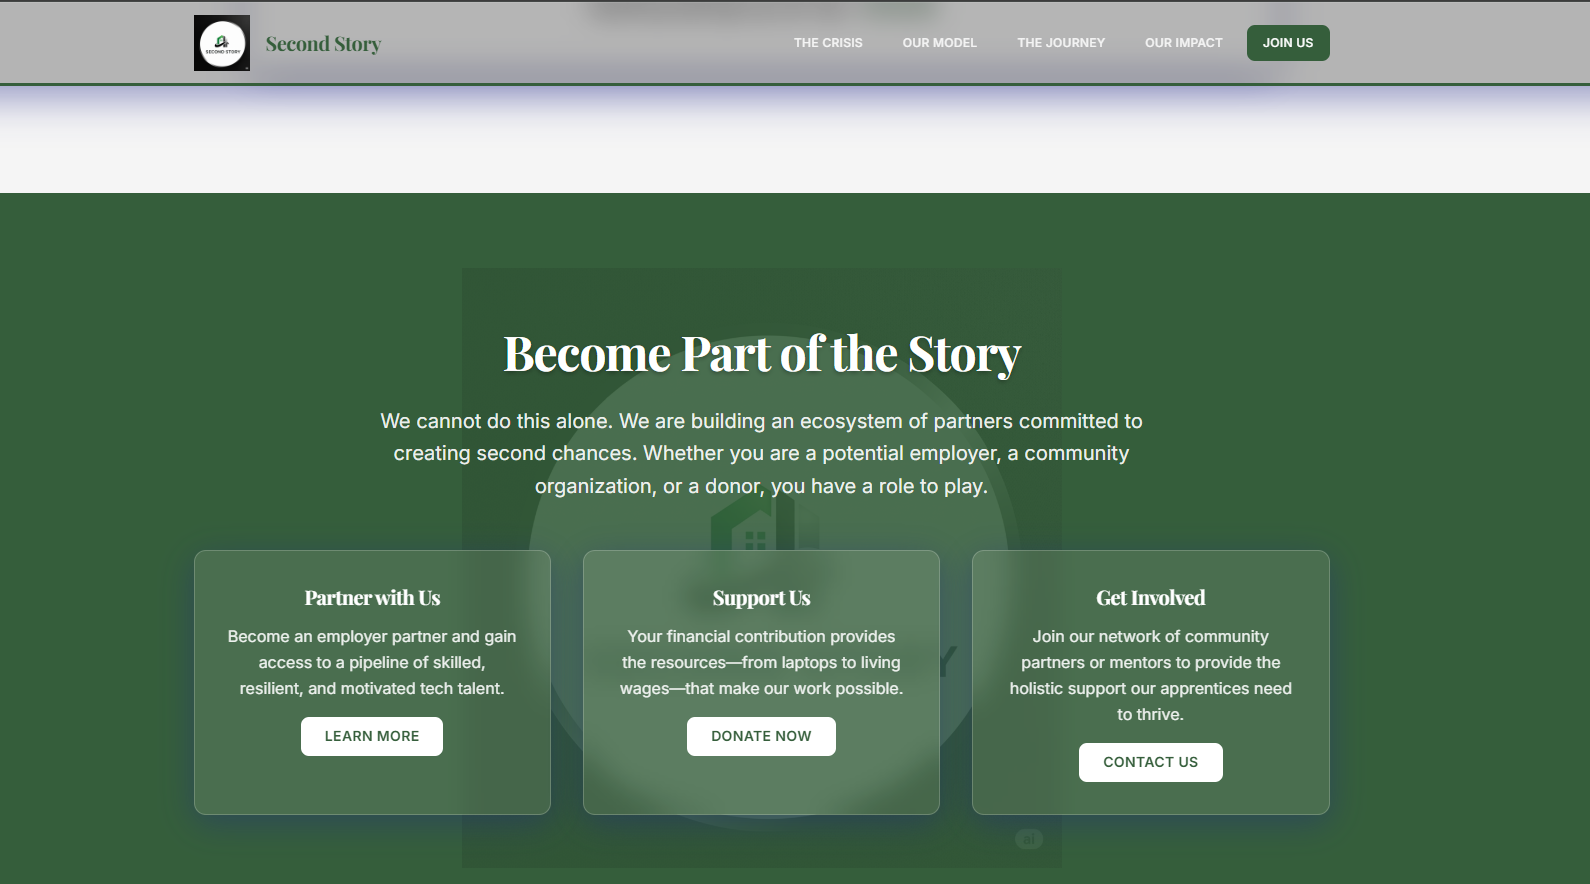 SECOND STORY
Second Story
THE CRISIS
OUR MODEL
THE JOURNEY
OUR IMPACT
JOIN US
Become Part of the Story
We cannot do this alone. We are building an ecosystem of partners committed to
creating second chances. Whether you are a potential employer, a community
organization, or a donor, you have a role to play.
Partner with Us
Become an employer partner and gain
access to a pipeline of skilled,
resilient, and motivated tech talent.
LEARN MORE
Support Us
Your financial contribution provides
the resources—from laptops to living
wages—that make our work possible.
DONATE NOW
Y
Get Involved
Join our network of community
partners or mentors to provide the
holistic support our apprentices need
to thrive.
CONTACT US
ai